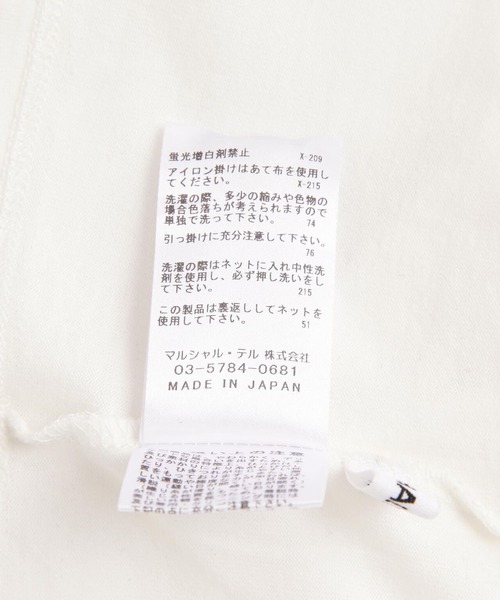 蛍光増白剤禁止 X-209
アイロン掛けはあて布を使用し
てください。 X-215
洗濯の際、多少の縮みや色物の
場合色落ちが考えられますので
単独で洗って下さい。 74
引っ掛けに充分注意して下さい。
76
洗濯の際はネットに入れ中性洗
剤を使用し、必ず押し洗いをし
て下さい。 215
この製品は裏返ししてネットを
使用して下さい。 51
マルシャル・テル 株式会社
03-5784-0681
MADE IN JAPAN